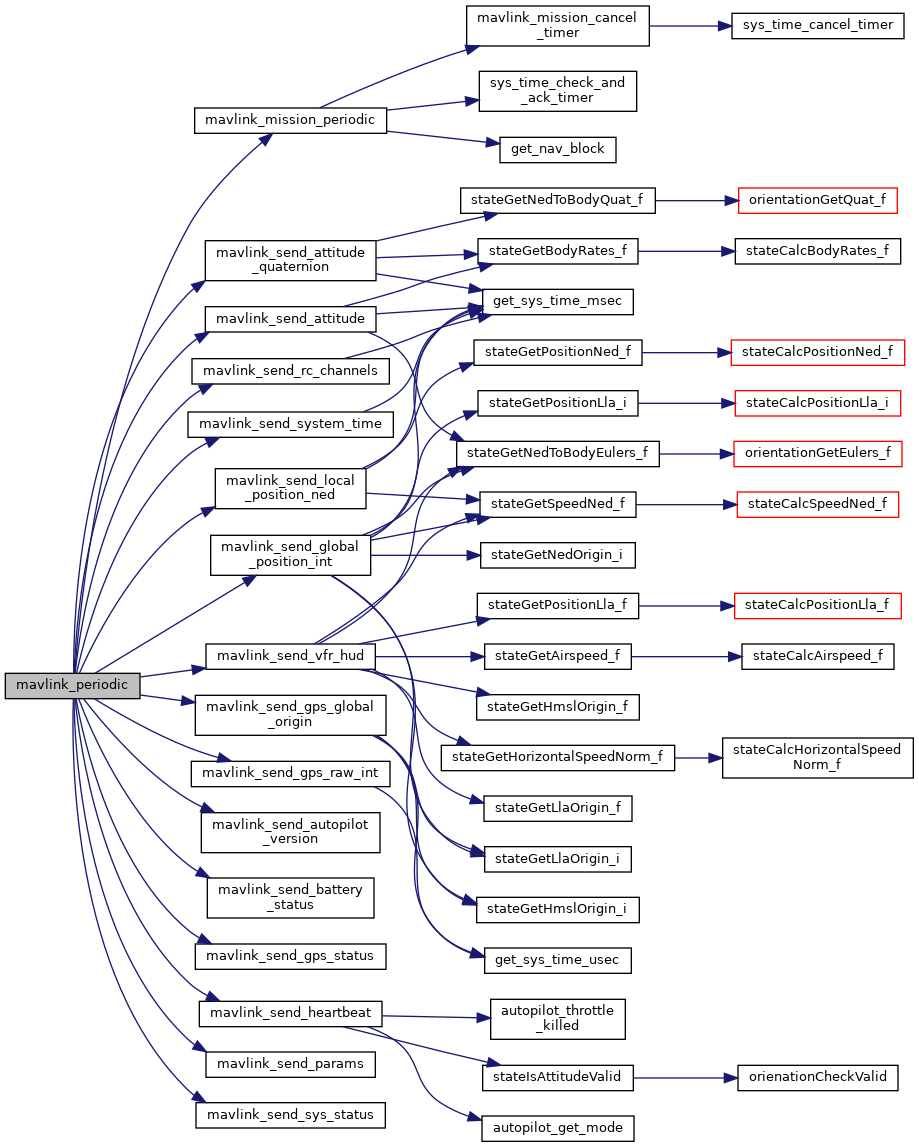 mavlink_mission_cancel
_timer
sys_time_cancel_timer
sys_time_check_and
_ack_timer
mavlink_mission_periodic
get_nav_block
stateGetNedToBodyQuat_f
orientationGetQuat_f
mavlink_send_attitude
_quaternion
stateGetBodyRates_f
stateCalcBodyRates_f
get_sys_time_msec
mavlink_send_attitude
stateGetPositionNed_f
stateCalcPositionNed_f
mavlink_send_rc_channels
stateGetPositionLla_i
stateCalcPositionLla_i
mavlink_send_system_time
stateGetNedToBodyEulers_f
orientationGetEulers_f
mavlink_send_local
_position_ned
stateGetSpeedNed_f
stateCalcSpeedNed_f
mavlink_send_global
_position_int
stateGetNedOrigin_i
stateGetPositionLla_f
stateCalcPositionLla_f
mavlink_send_vfr_hud
stateGetAirspeed_f
stateCalcAirspeed_f
mavlink_periodic
mavlink_send_gps_global
_origin
stateGetHmslOrigin_f
stateGetHorizontalSpeedNorm_f
stateCalcHorizontalSpeed
Norm_f
mavlink_send_gps_raw_int
stateGetLlaOrigin_f
mavlink_send_autopilot
_version
stateGetLlaOrigin_i
mavlink_send_battery
_status
stateGetHmslOrigin_i
mavlink_send_gps_status
get_sys_time_usec
mavlink_send_heartbeat
autopilot_throttle
_killed
mavlink_send_params
stateIsAttitudeValid
orienationCheckValid
mavlink_send_sys_status
autopilot_get_mode